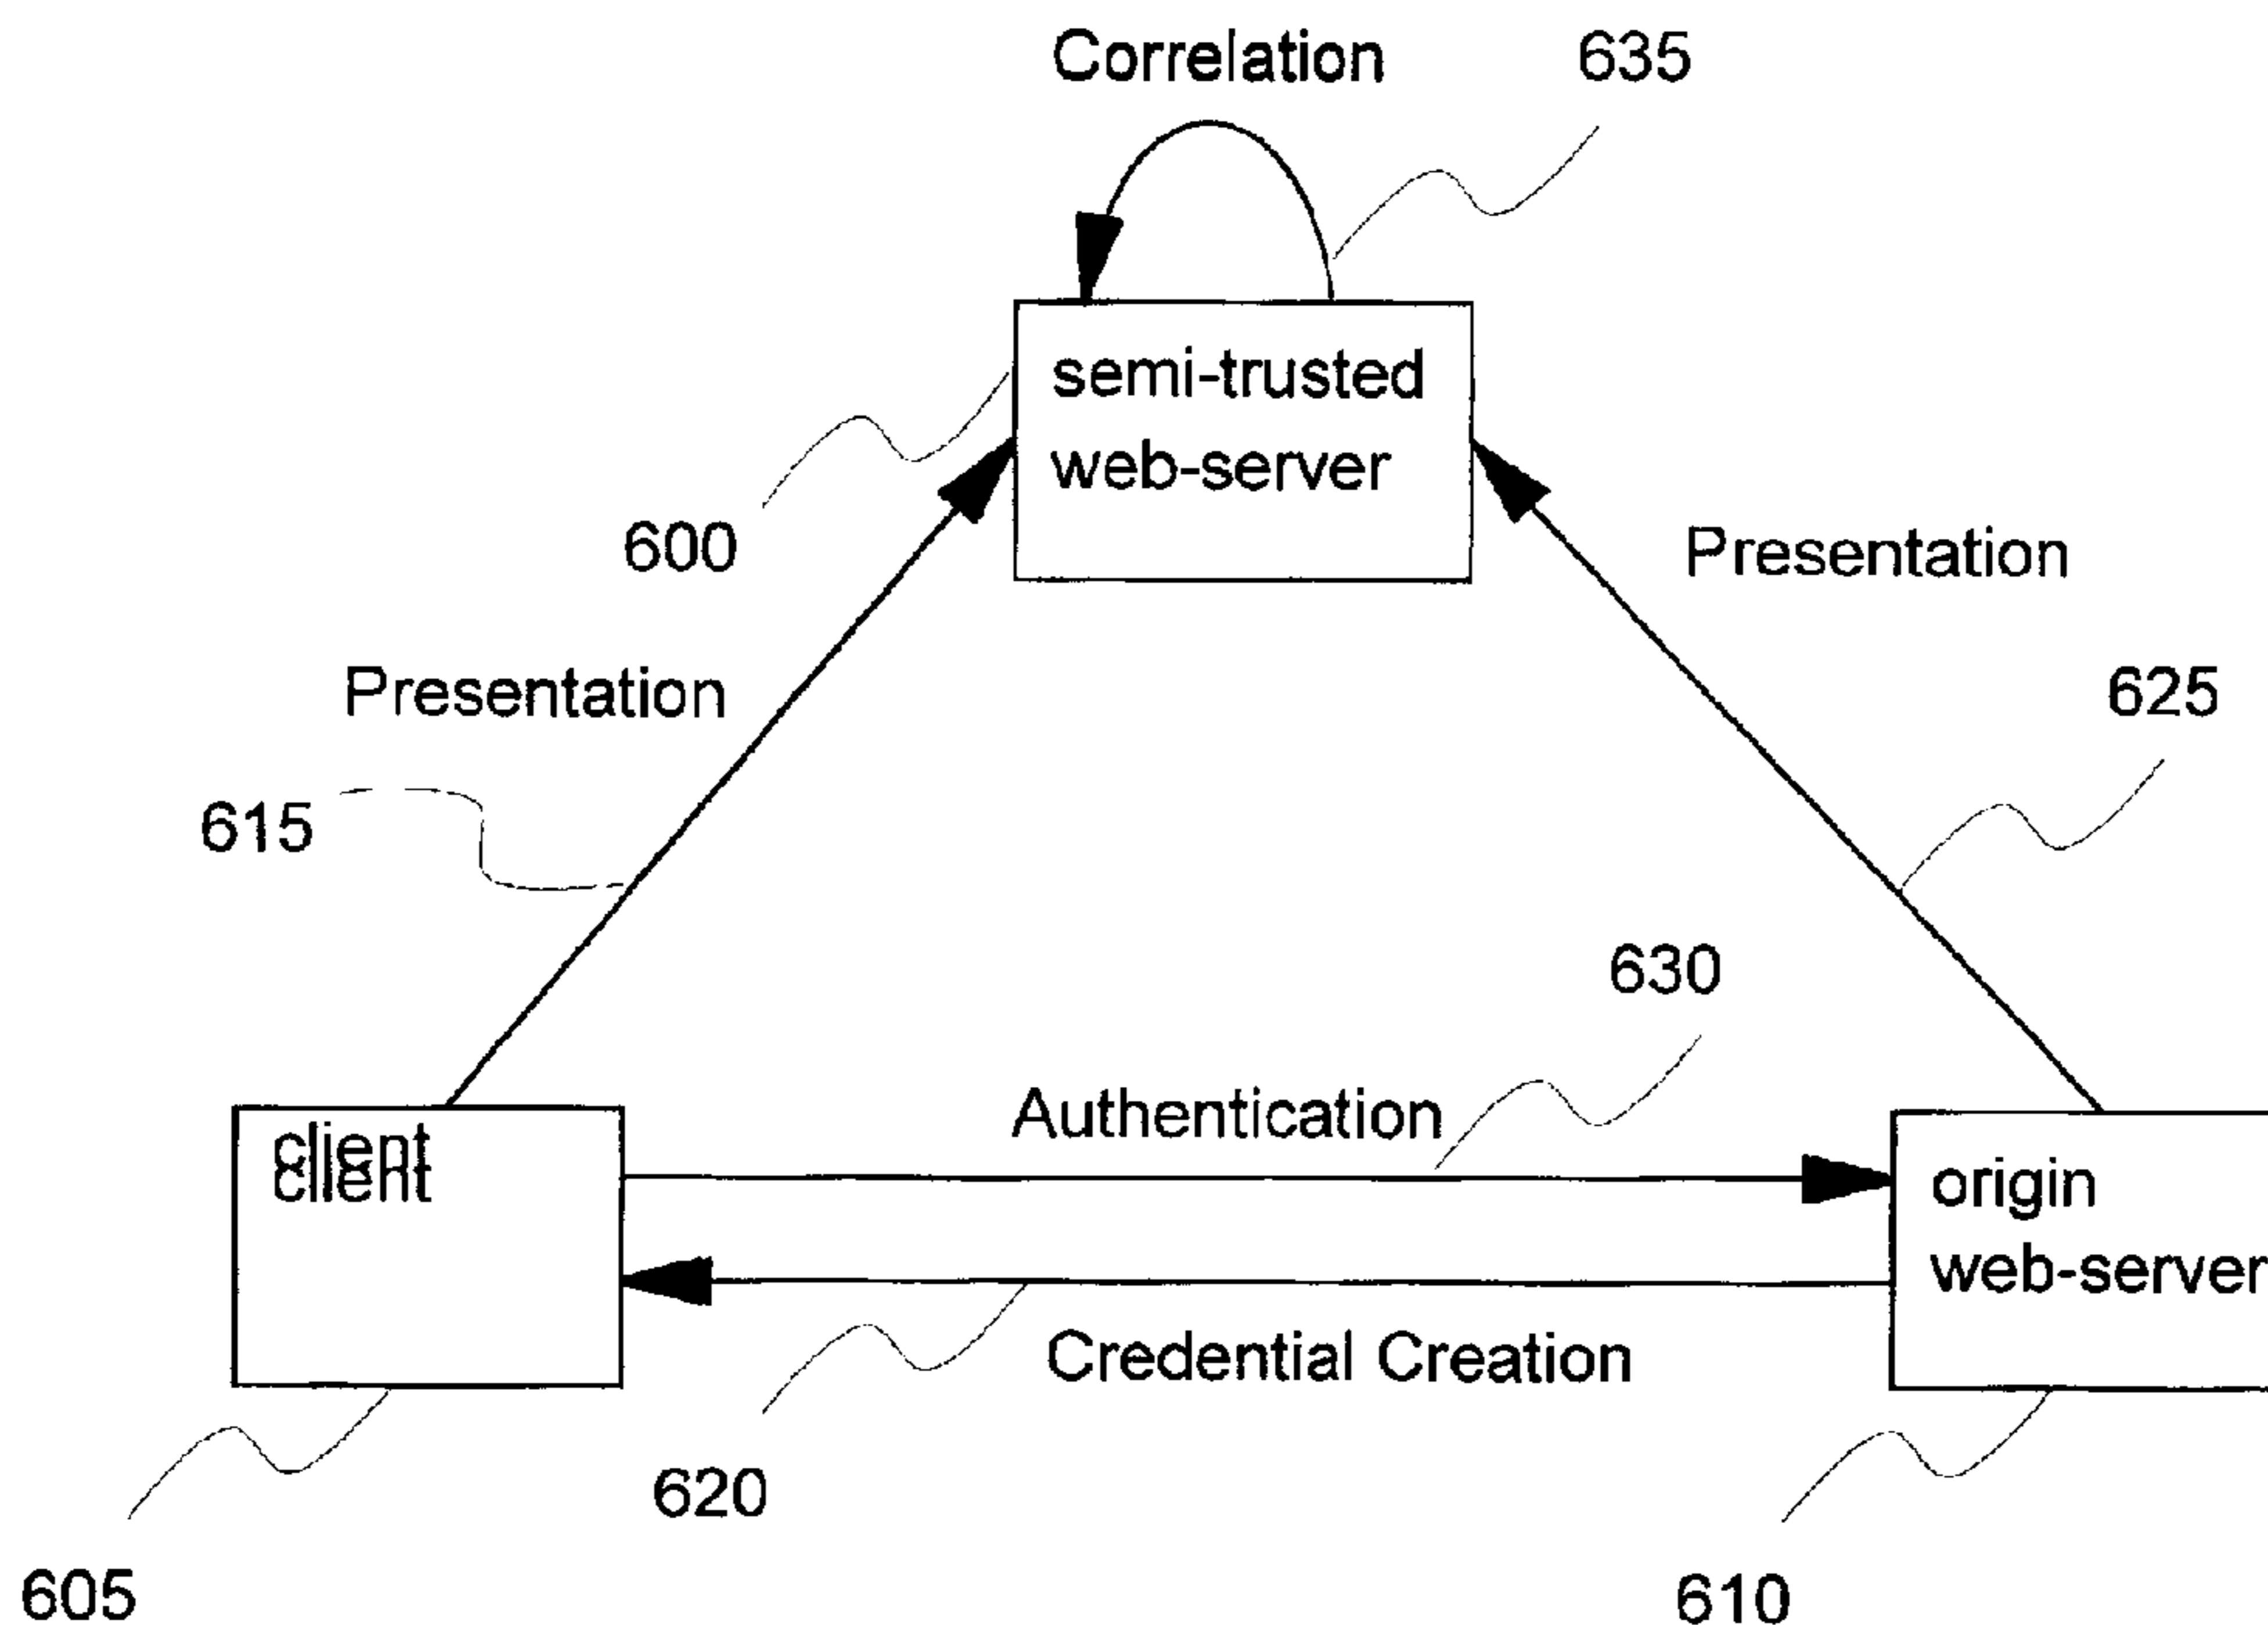 Correlation
635
semi-trusted
web-server
600
Presentation
Presentation
625
615
630
Authentication
client
client
origin
web-server
Credential Creation
620
605
610